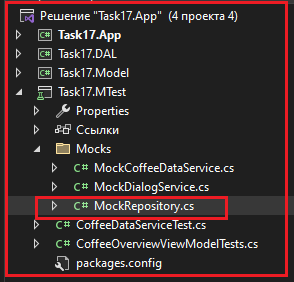 Решение "Task17.App" (4 проекта 4)
Task17.App
Task17.DAL
Task17.Model
Task17.MTest
Properties
Ссылки
Mocks
MockCoffeeDataService.cs
MockDialogService.cs
MockRepository.cs
CoffeeDataServiceTest.cs
CoffeeOverviewViewModelTests.cs
packages.config